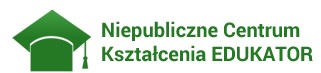 Niepubliczne Centrum
Kształcenia EDUKATOR